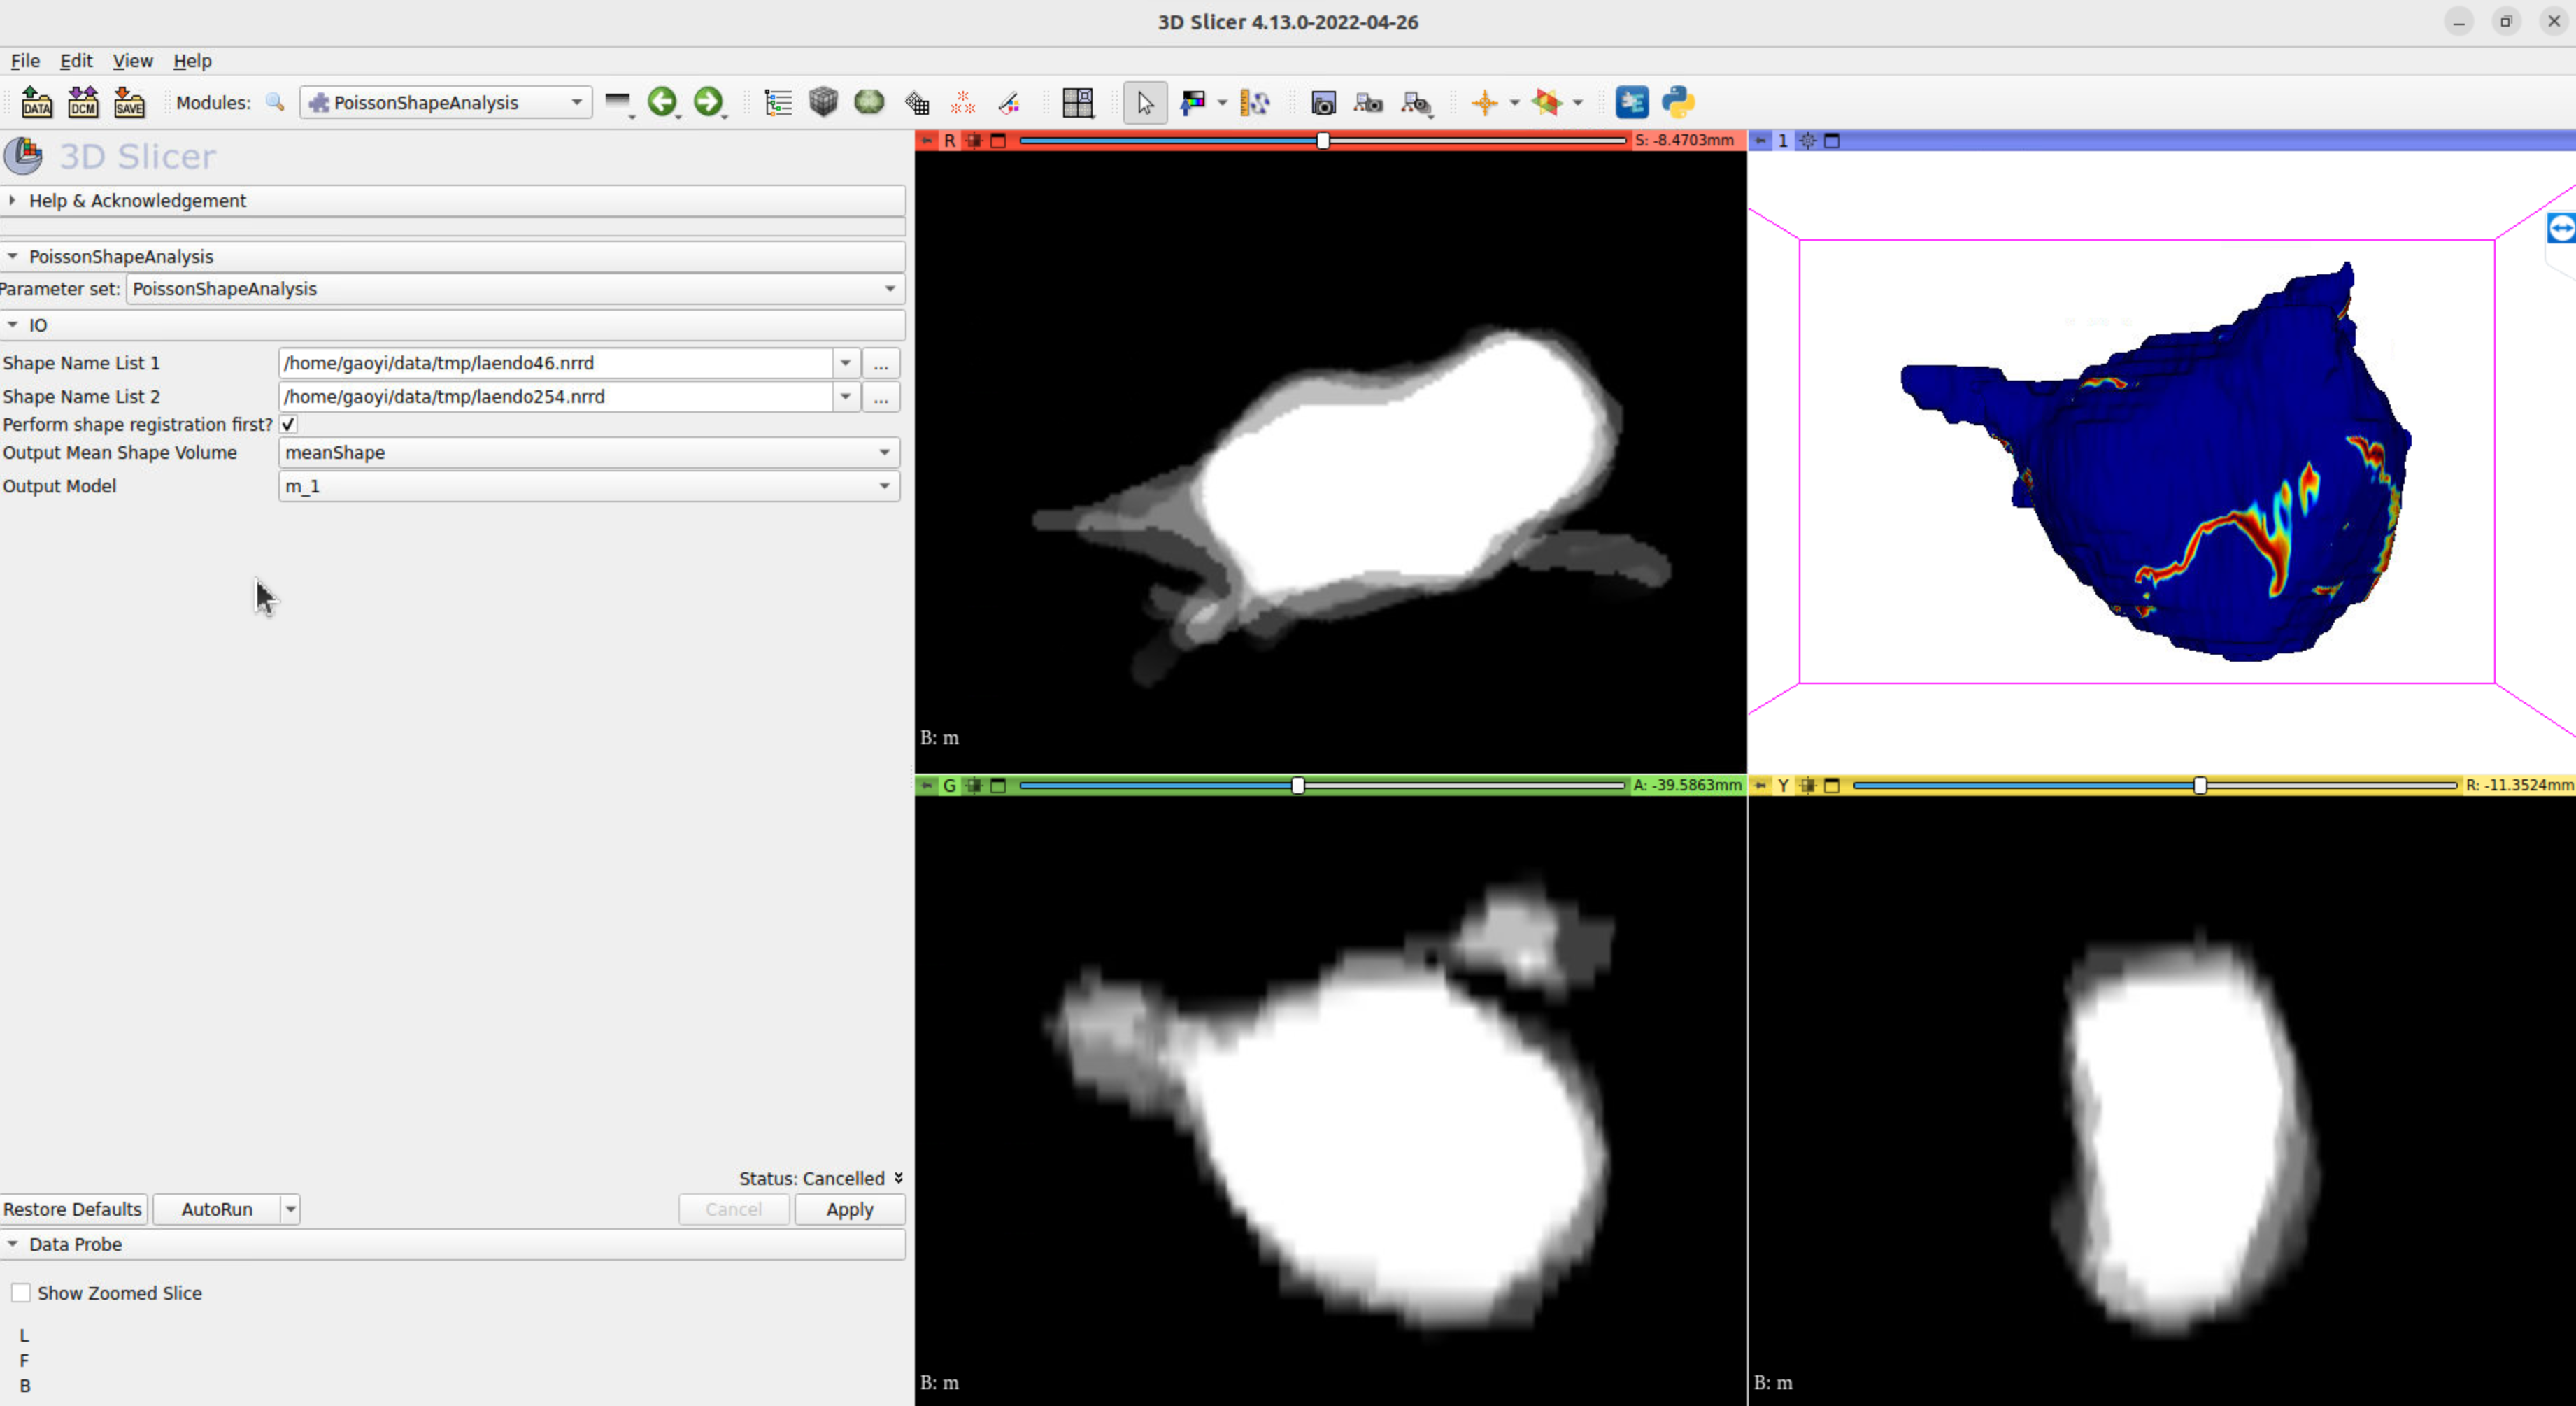 3D Slicer 4.13.0-2022-04-26
File Edit View Help
DATA DCM SAVE Modules: PoissonShapeAnalysis
3D Slicer
Help & Acknowledgement
PoissonShapeAnalysis
Parameter set: PoissonShapeAnalysis
IO
Shape Name List 1 /home/gaoyi/data/tmp/laendo46.nrrd ...
Shape Name List 2 /home/gaoyi/data/tmp/laendo254.nrrd ...
Perform shape registration first?
Output Mean Shape Volume meanShape
Output Model m_1
Status: Cancelled
Restore Defaults AutoRun Cancel Apply
Data Probe
Show Zoomed Slice
L
F
B
R S: -8.4703mm
B: m
1
G A: -39.5863mm
B: m
Y R: -11.3524mm
B: m